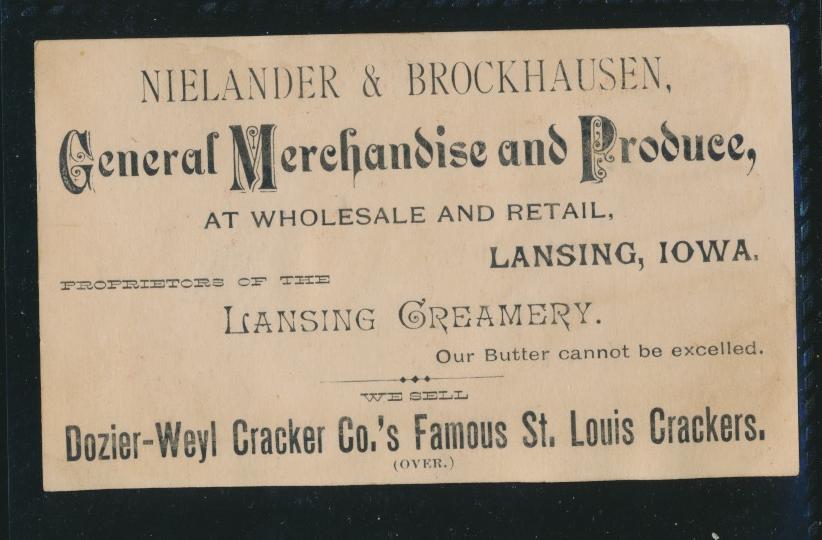 NIELANDER & BROCKHAUSEN,
General Merchandise and Produce,
AT WHOLESALE AND RETAIL,
LANSING, IOWA.
PROPRIETORS OF THE
LANSING CREAMERY.
Our Butter cannot be excelled.
WE SELL
Dozier-Weyl Cracker Co.'s Famous St. Louis Crackers.
(OVER.)